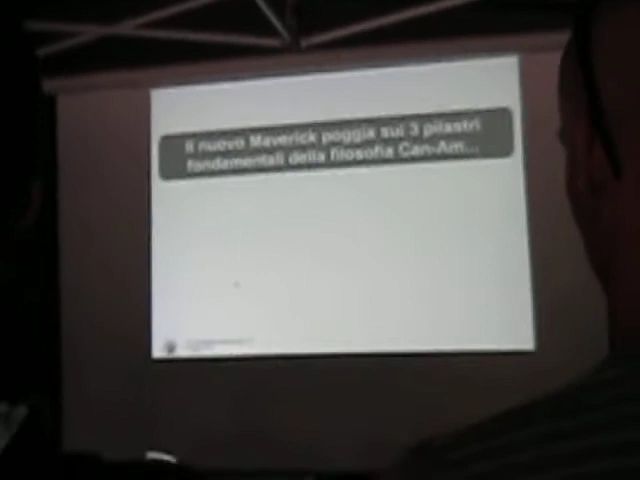 Il nuovo Maverick poggia sui 3 pilastri
fondamentali della filosofia Can-Am...